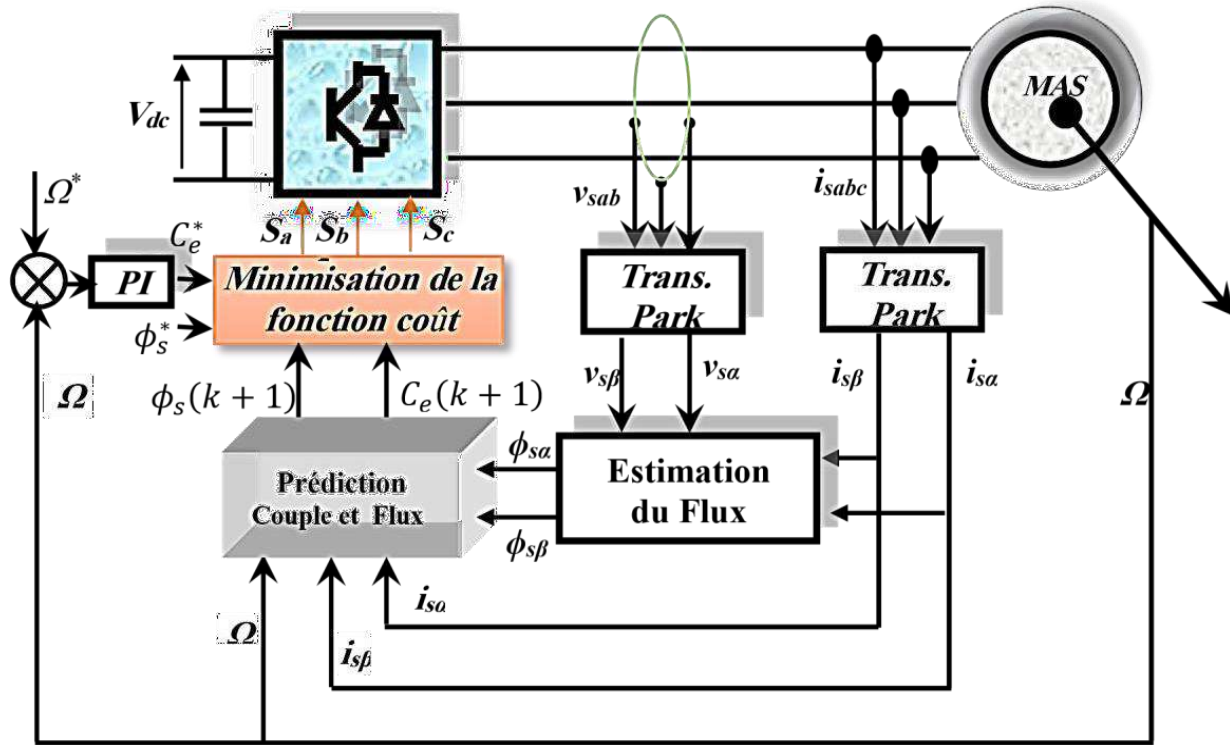 V_dc
MAS
Ω*
C_e*
S_a S_b S_c
v_sab
i_sabc
PI
Minimisation de la
fonction coût
ϕ_s*
Trans.
Park
Trans.
Park
v_sβ
v_sα
i_sβ
i_sα
Ω
Ω
ϕ_s(k + 1)
C_e(k + 1)
Prédiction
Couple et Flux
ϕ_sα
ϕ_sβ
Estimation
du Flux
i_sα
Ω
i_sβ